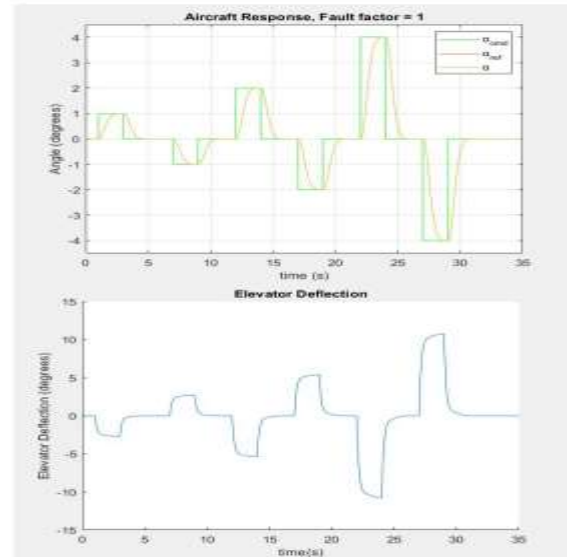 Aircraft Response, Fault factor = 1
4
3
2
1
0
-1
-2
-3
-4
Angle (degrees)
α cmd
α ref
α
0 5 10 15 20 25 30 35
time (s)
Elevator Deflection
15
10
5
0
-5
-10
-15
Elevator Deflection (degrees)
0 5 10 15 20 25 30 35
time(s)